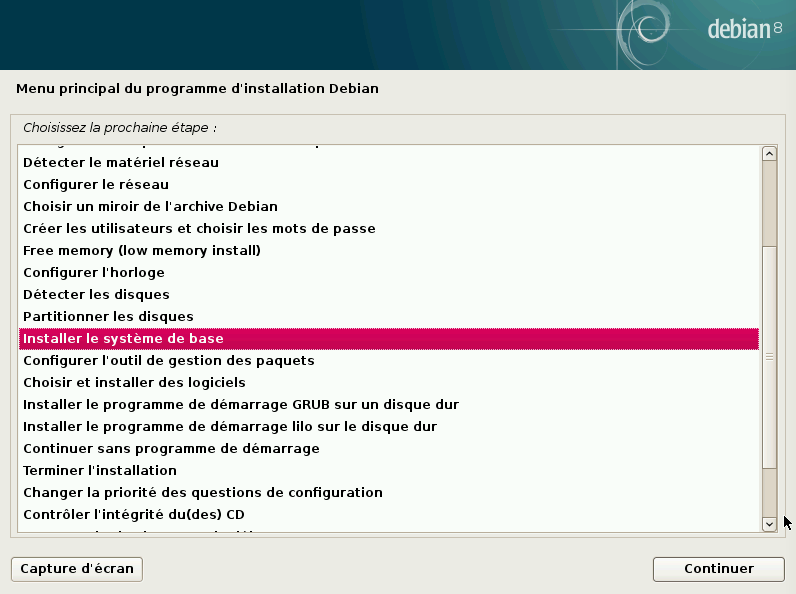 debian 8
Menu principal du programme d'installation Debian
Choisissez la prochaine étape :
Détecter le matériel réseau
Configurer le réseau
Choisir un miroir de l'archive Debian
Créer les utilisateurs et choisir les mots de passe
Free memory (low memory install)
Configurer l'horloge
Détecter les disques
Partitionner les disques
Installer le système de base
Configurer l'outil de gestion des paquets
Choisir et installer des logiciels
Installer le programme de démarrage GRUB sur un disque dur
Installer le programme de démarrage lilo sur le disque dur
Continuer sans programme de démarrage
Terminer l'installation
Changer la priorité des questions de configuration
Contrôler l'intégrité du(des) CD
Capture d'écran
Continuer